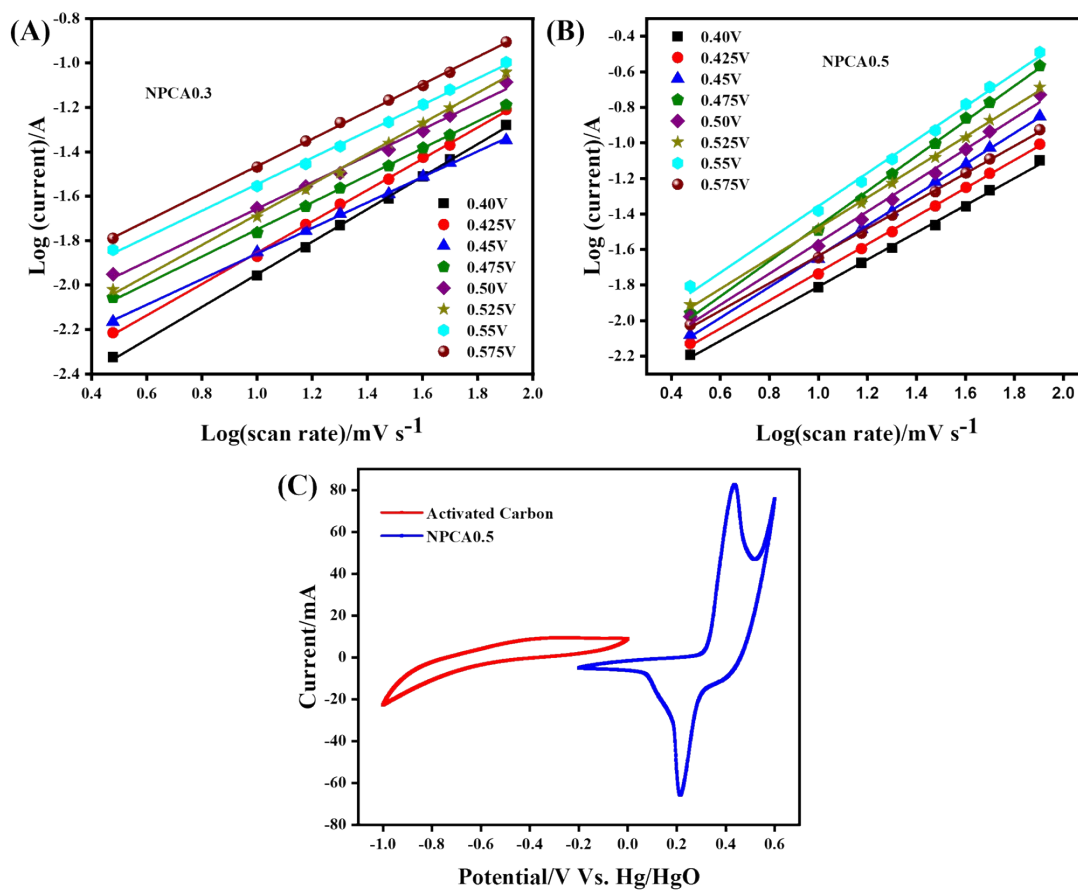 (A)
NPCA0.3
Log (current)/A
-0.8
-1.0
-1.2
-1.4
-1.6
-1.8
-2.0
-2.2
-2.4
0.40V
0.425V
0.45V
0.475V
0.50V
0.525V
0.55V
0.575V
0.4 0.6 0.8 1.0 1.2 1.4 1.6 1.8 2.0
Log(scan rate)/mV s-1
(B)
NPCA0.5
Log (current)/A
-0.4
-0.6
-0.8
-1.0
-1.2
-1.4
-1.6
-1.8
-2.0
-2.2
0.40V
0.425V
0.45V
0.475V
0.50V
0.525V
0.55V
0.575V
0.4 0.6 0.8 1.0 1.2 1.4 1.6 1.8 2.0
Log(scan rate)/mV s-1
(C)
Activated Carbon
NPCA0.5
Current/mA
80
60
40
20
0
-20
-40
-60
-80
-1.0 -0.8 -0.6 -0.4 -0.2 0.0 0.2 0.4 0.6
Potential/V Vs. Hg/HgO